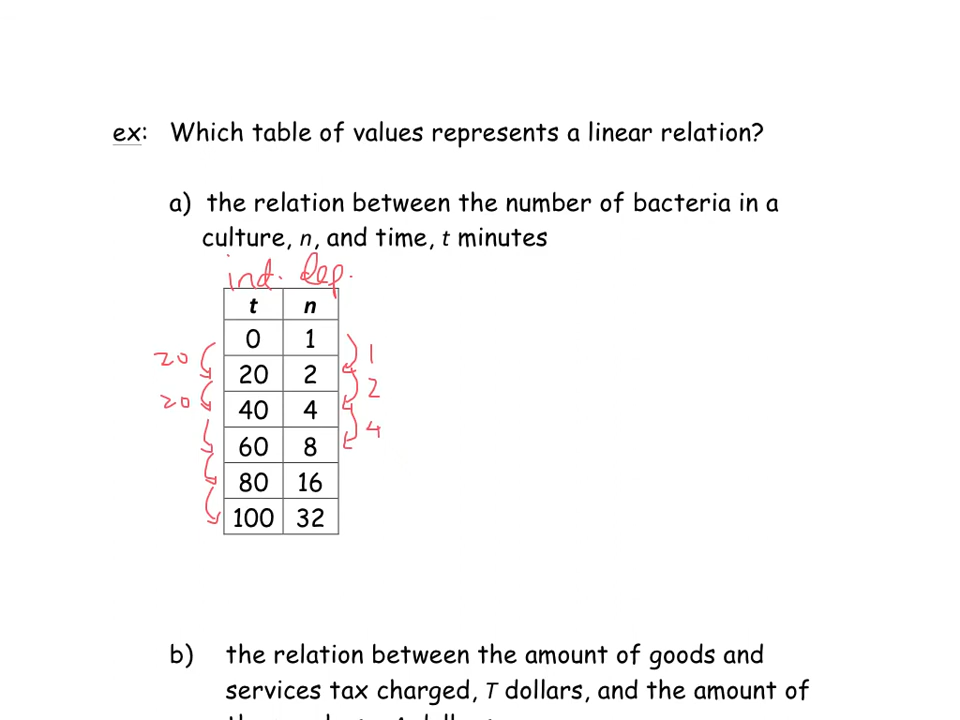 ex: Which table of values represents a linear relation?
a) the relation between the number of bacteria in a
culture, n, and time, t minutes
ind. dep.
t n
0 1
20 1
20 2
20 2
40 4
4
60 8
80 16
100 32
b) the relation between the amount of goods and
services tax charged, T dollars, and the amount of